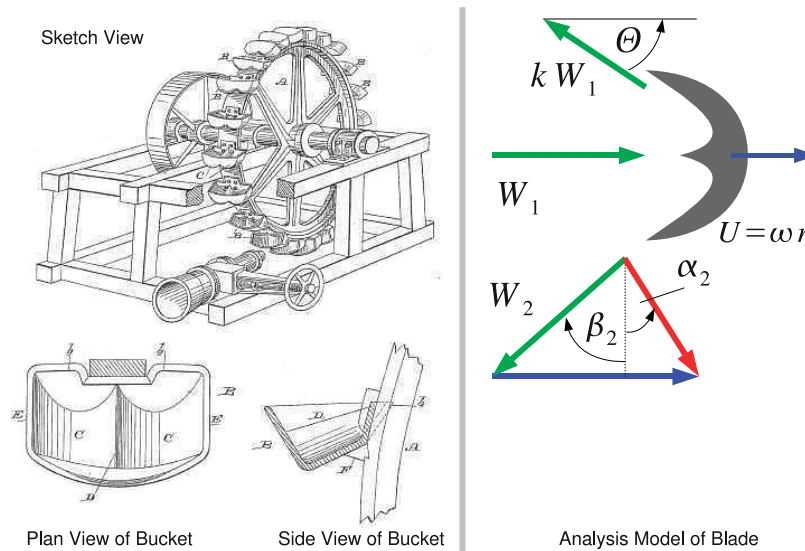 Sketch View
B
B
A
B
B
B
C
B
b
b
B
E
E
C
C
D
D
B
F
b
A
Plan View of Bucket
Side View of Bucket
Θ
k W₁
W₁
U = ω r
W₂
β₂
α₂
Analysis Model of Blade